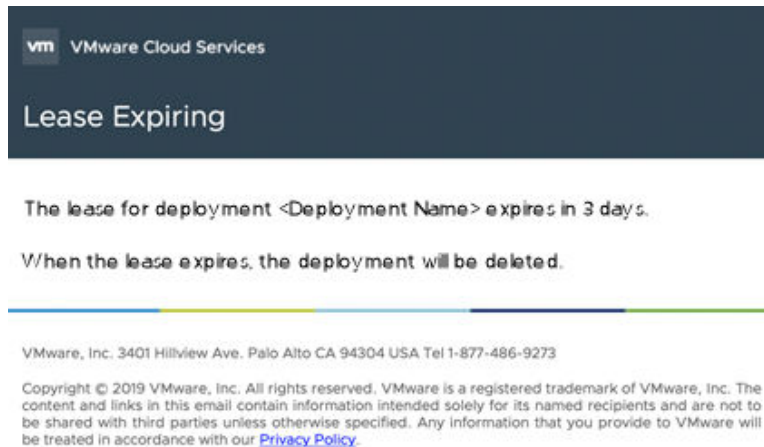 vm VMware Cloud Services
Lease Expiring
The lease for deployment <Deployment Name> expires in 3 days.
When the lease expires, the deployment will be deleted.
VMware, Inc. 3401 Hillview Ave. Palo Alto CA 94304 USA Tel 1-877-486-9273
Copyright © 2019 VMware, Inc. All rights reserved. VMware is a registered trademark of VMware, Inc. The
content and links in this email contain information intended solely for its named recipients and are not to
be shared with third parties unless otherwise specified. Any information that you provide to VMware will
be treated in accordance with our Privacy Policy.